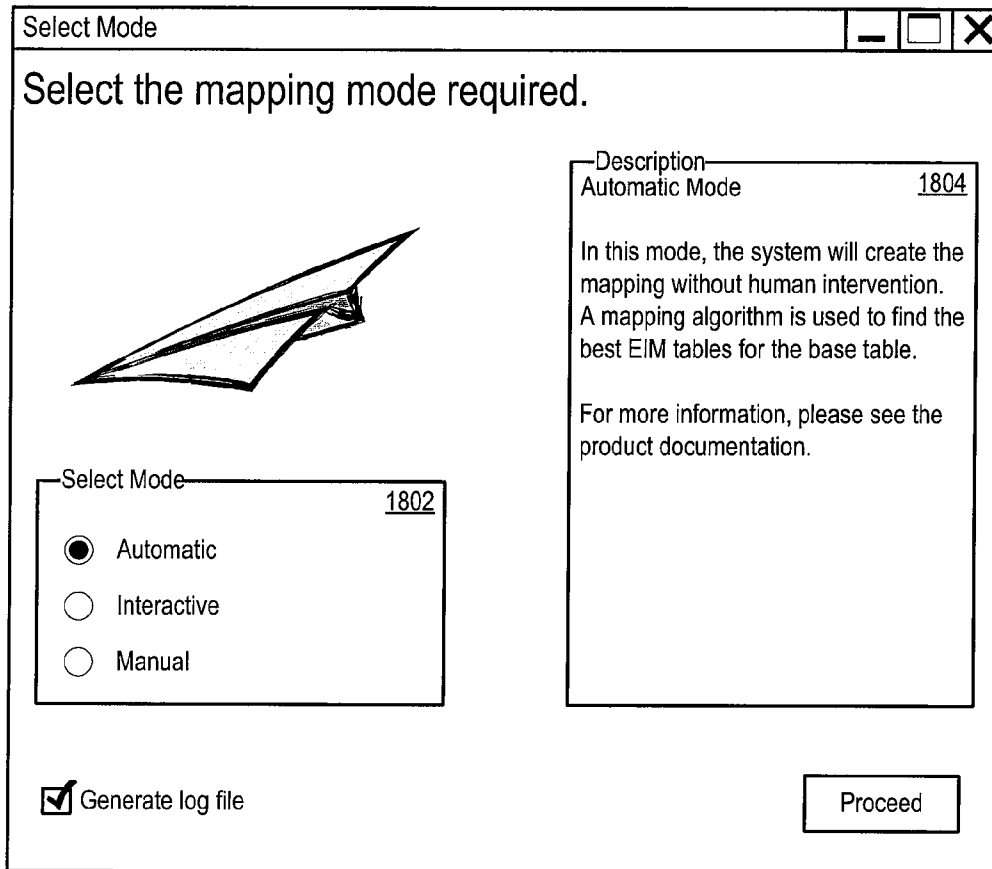 Select Mode
Select the mapping mode required.
Description
Automatic Mode
1804
In this mode, the system will create the
mapping without human intervention.
A mapping algorithm is used to find the
best EIM tables for the base table.
For more information, please see the
product documentation.
Select Mode
1802
Automatic
Interactive
Manual
Generate log file
Proceed